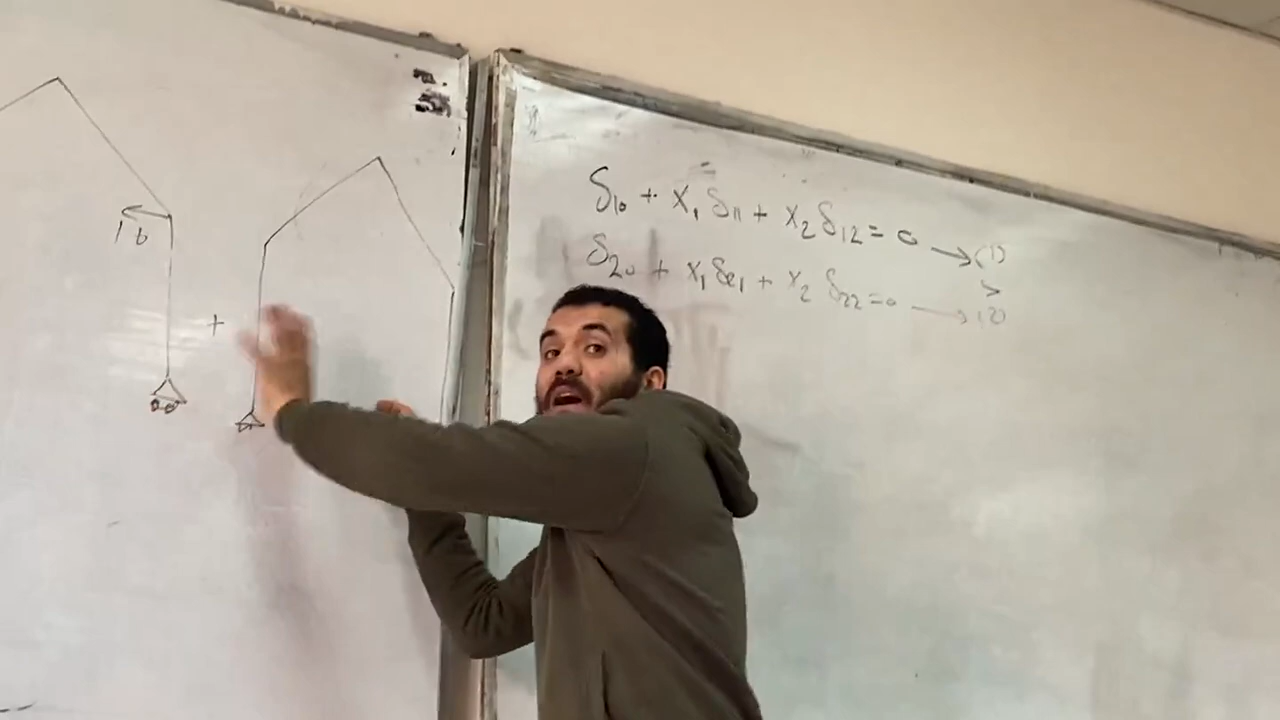 1 t
+
δ₁₀ + X₁ δ₁₁ + X₂ δ₁₂ = 0 → (1)
δ₂₀ + X₁ δ₂₁ + X₂ δ₂₂ = 0 → (2)